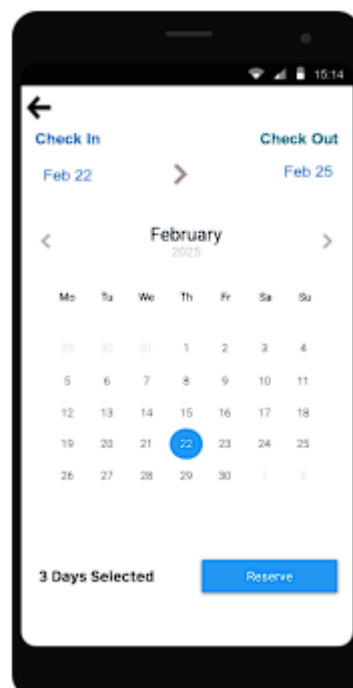 15:14
Check In Check Out
Feb 22 Feb 25
February
2025
Mo Tu We Th Fr Sa Su
29 30 31 1 2 3 4
5 6 7 8 9 10 11
12 13 14 15 16 17 18
19 20 21 22 23 24 25
26 27 28 29 30 1 2
3 Days Selected Reserve